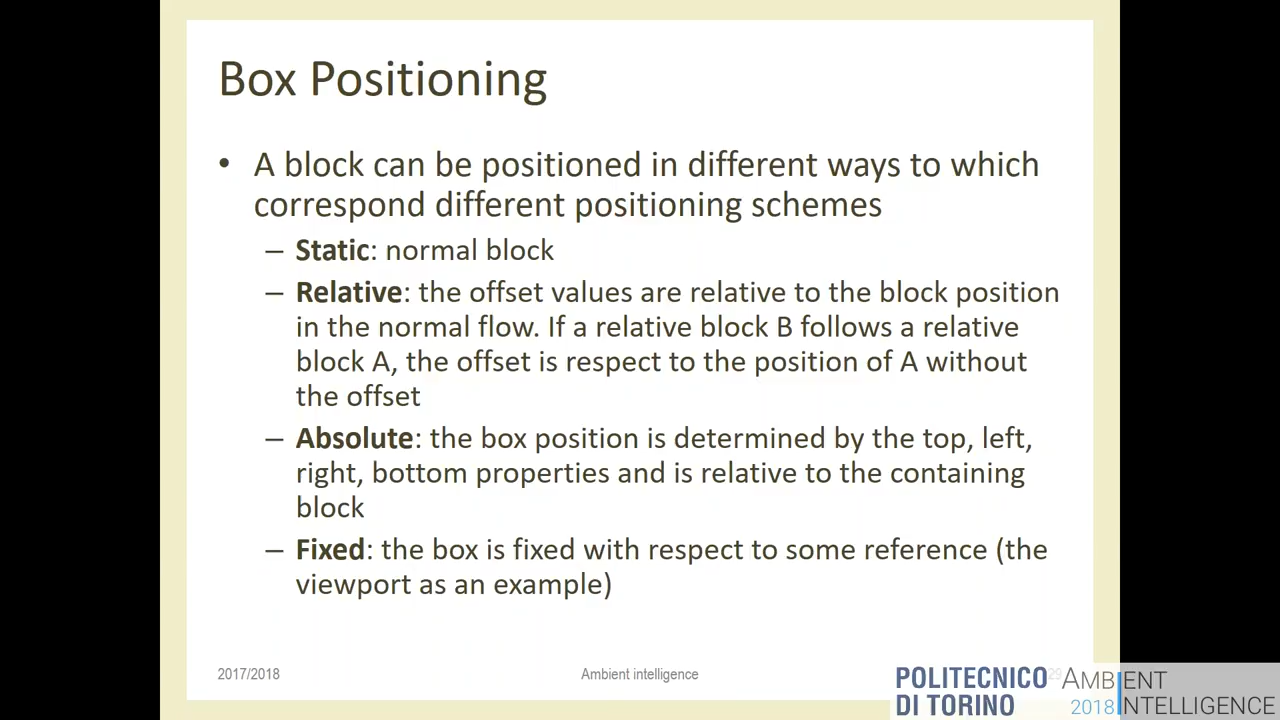 Box Positioning
• A block can be positioned in different ways to which
correspond different positioning schemes
– Static: normal block
– Relative: the offset values are relative to the block position
in the normal flow. If a relative block B follows a relative
block A, the offset is respect to the position of A without
the offset
– Absolute: the box position is determined by the top, left,
right, bottom properties and is relative to the containing
block
– Fixed: the box is fixed with respect to some reference (the
viewport as an example)
2017/2018
Ambient intelligence
29
POLITECNICO
DI TORINO
AMBIENT
2018 INTELLIGENCE